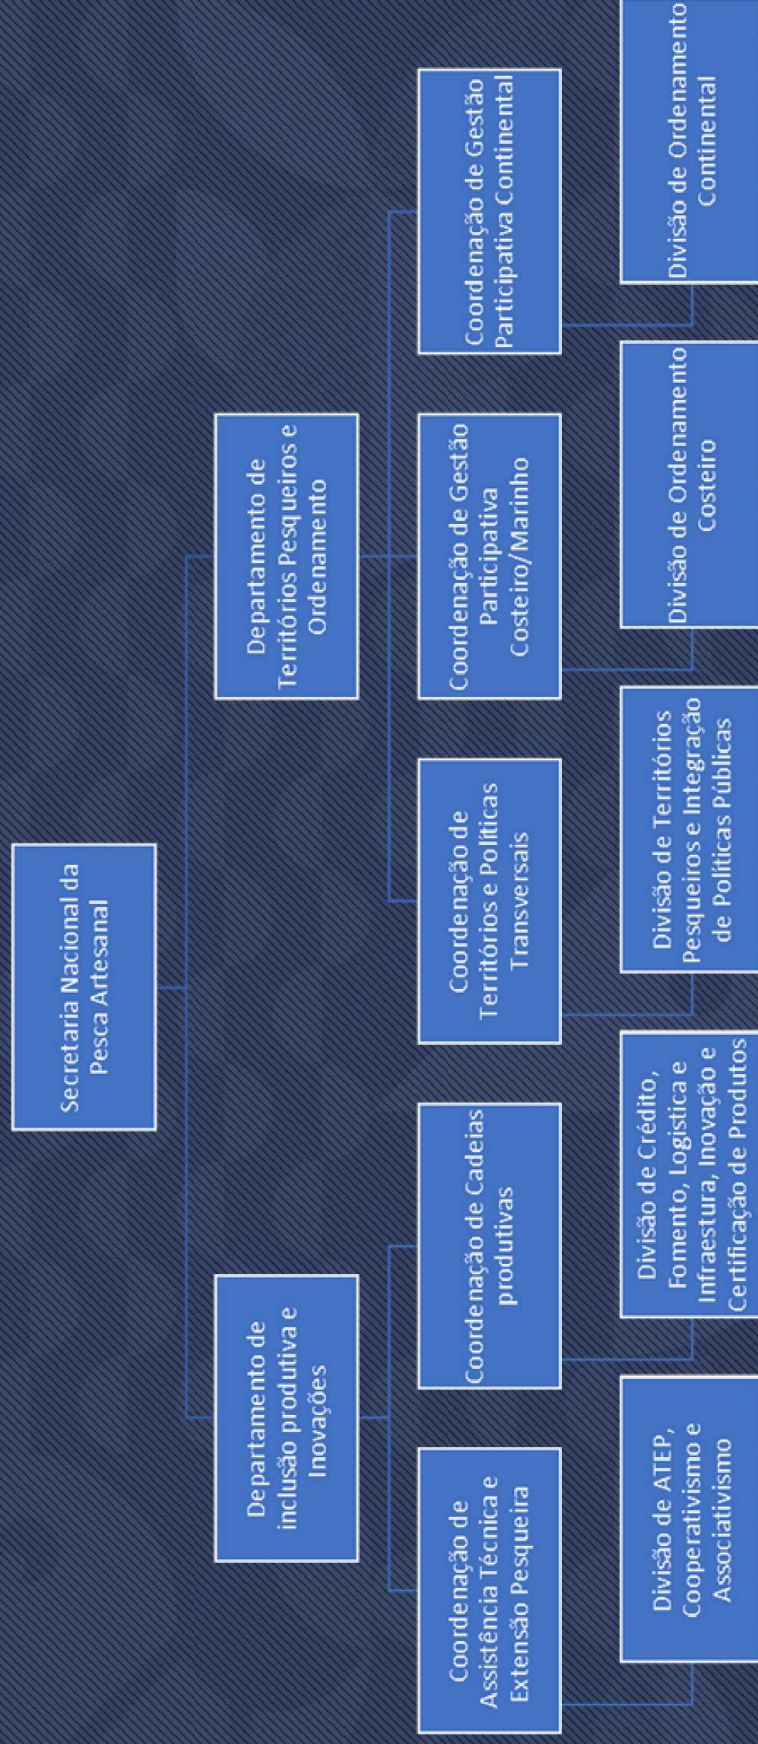 Secretaria Nacional da
Pesca Artesanal
Departamento de
inclusão produtiva e
Inovações
Departamento de
Territórios Pesqueiros e
Ordenamento
Coordenação de
Assistência Técnica e
Extensão Pesqueira
Coordenação de Cadeias
produtivas
Coordenação de
Territórios e Políticas
Transversais
Coordenação de Gestão
Participativa
Costeiro/Marinho
Coordenação de Gestão
Participativa Continental
Divisão de ATEP,
Cooperativismo e
Associativismo
Divisão de Crédito,
Fomento, Logistica e
Infraestura, Inovação e
Certificação de Produtos
Divisão de Territórios
Pesqueiros e Integração
de Políticas Públicas
Divisão de Ordenamento
Costeiro
Divisão de Ordenamento
Continental